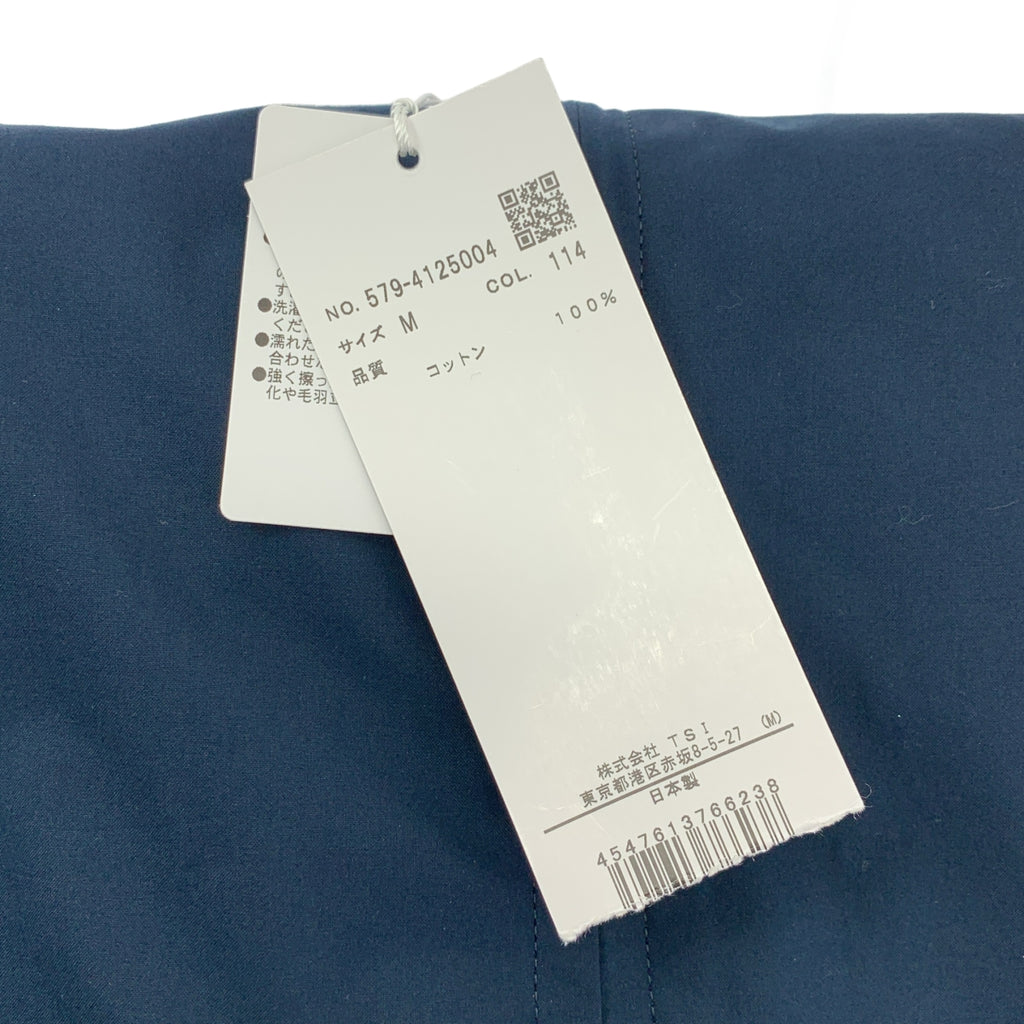 NO. 579-4125004
COL. 114
サイズ M
品質 コットン 100%
株式会社 TSI
東京都港区赤坂8-5-27 (M)
日本製
4547613766238
す
●洗濯
くだ
●濡れた
合わせ
●強く擦っ
化や毛羽